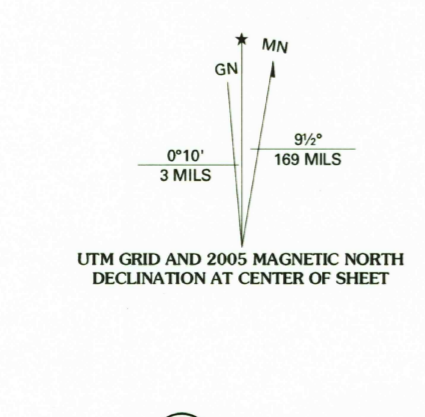 ★
GN MN
0°10'
3 MILS
9½°
169 MILS
UTM GRID AND 2005 MAGNETIC NORTH
DECLINATION AT CENTER OF SHEET